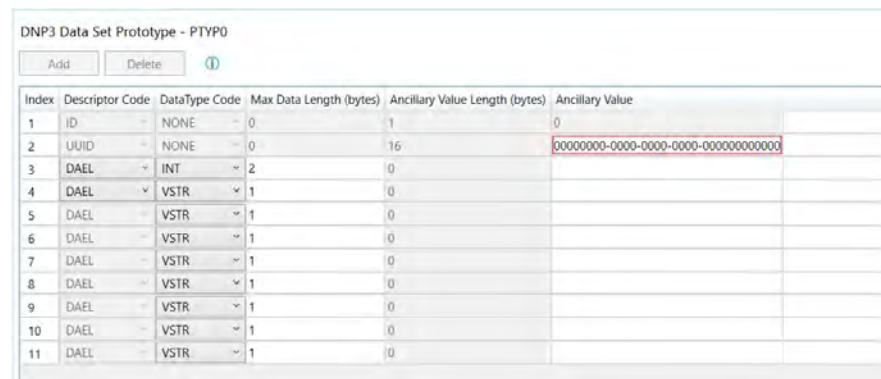 DNP3 Data Set Prototype - PTYP0
Add Delete
Index Descriptor Code DataType Code Max Data Length (bytes) Ancillary Value Length (bytes) Ancillary Value
1 ID NONE 0 1 0
2 UUID NONE 0 16 00000000-0000-0000-0000-000000000000
3 DAEL INT 2 0
4 DAEL VSTR 1 0
5 DAEL VSTR 1 0
6 DAEL VSTR 1 0
7 DAEL VSTR 1 0
8 DAEL VSTR 1 0
9 DAEL VSTR 1 0
10 DAEL VSTR 1 0
11 DAEL VSTR 1 0